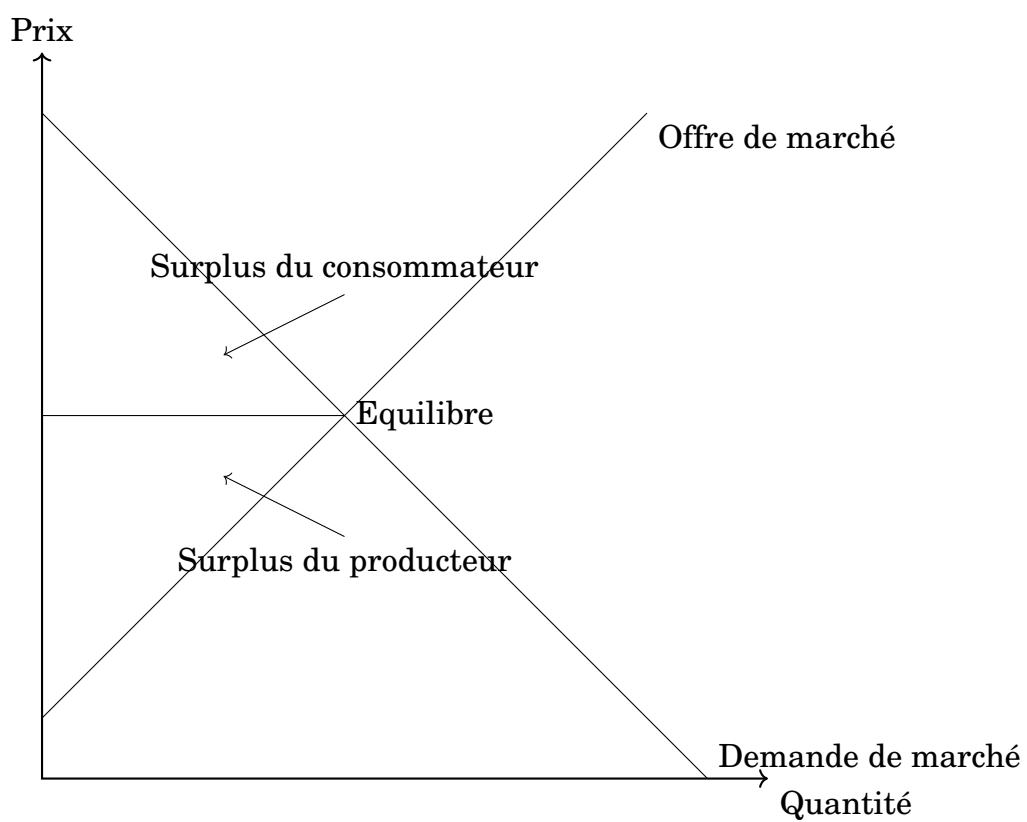 Prix
Offre de marché
Surplus du consommateur
Equilibre
Surplus du producteur
Demande de marché
Quantité